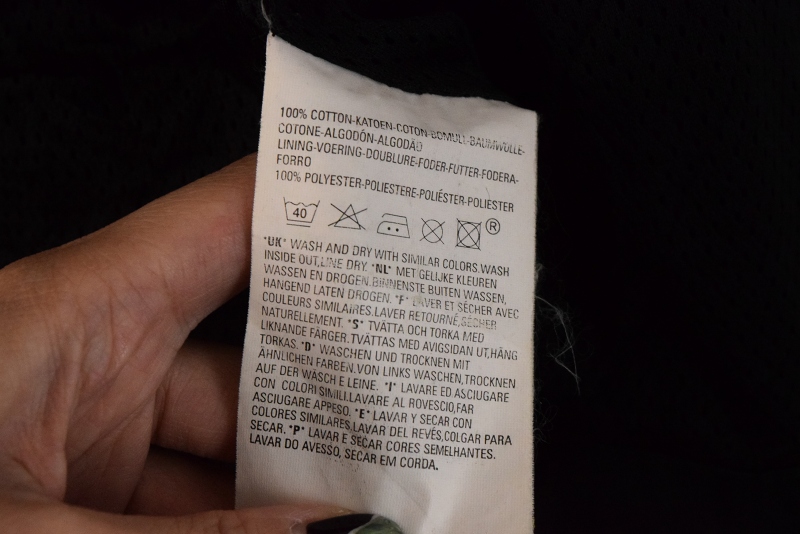 100% COTTON-KATOEN-COTON-BOMULL-BAUMWOLLE-
COTONE-ALGODÓN-ALGODÃO
LINING-VOERING-DOUBLURE-FODER-FUTTER-FODERA-
FORRO
100% POLYESTER-POLIESTERE-POLIÉSTER-POLIESTER
40 ®
*UK* WASH AND DRY WITH SIMILAR COLORS.WASH
INSIDE OUT,LINE DRY. *NL* MET GELIJKE KLEUREN
WASSEN EN DROGEN.BINNENSTE BUITEN WASSEN,
HANGEND LATEN DROGEN. *F* LAVER ET SÉCHER AVEC
COULEURS SIMILAIRES.LAVER RETOURNÉ,SÉCHER
NATURELLEMENT. *S* TVÄTTA OCH TORKA MED
LIKNANDE FÄRGER.TVÄTTAS MED AVIGSIDAN UT,HÄNG
TORKAS. *D* WASCHEN UND TROCKNEN MIT
ÄHNLICHEN FARBEN.VON LINKS WASCHEN,TROCKNEN
AUF DER WÄSCH E LEINE. *I* LAVARE ED ASCIUGARE
CON COLORI SIMILI.LAVARE AL ROVESCIO,FAR
ASCIUGARE APPESO. *E* LAVAR Y SECAR CON
COLORES SIMILARES,LAVAR DEL REVÉS,COLGAR PARA
SECAR. *P* LAVAR E SECAR CORES SEMELHANTES.
LAVAR DO AVESSO, SECAR EM CORDA.